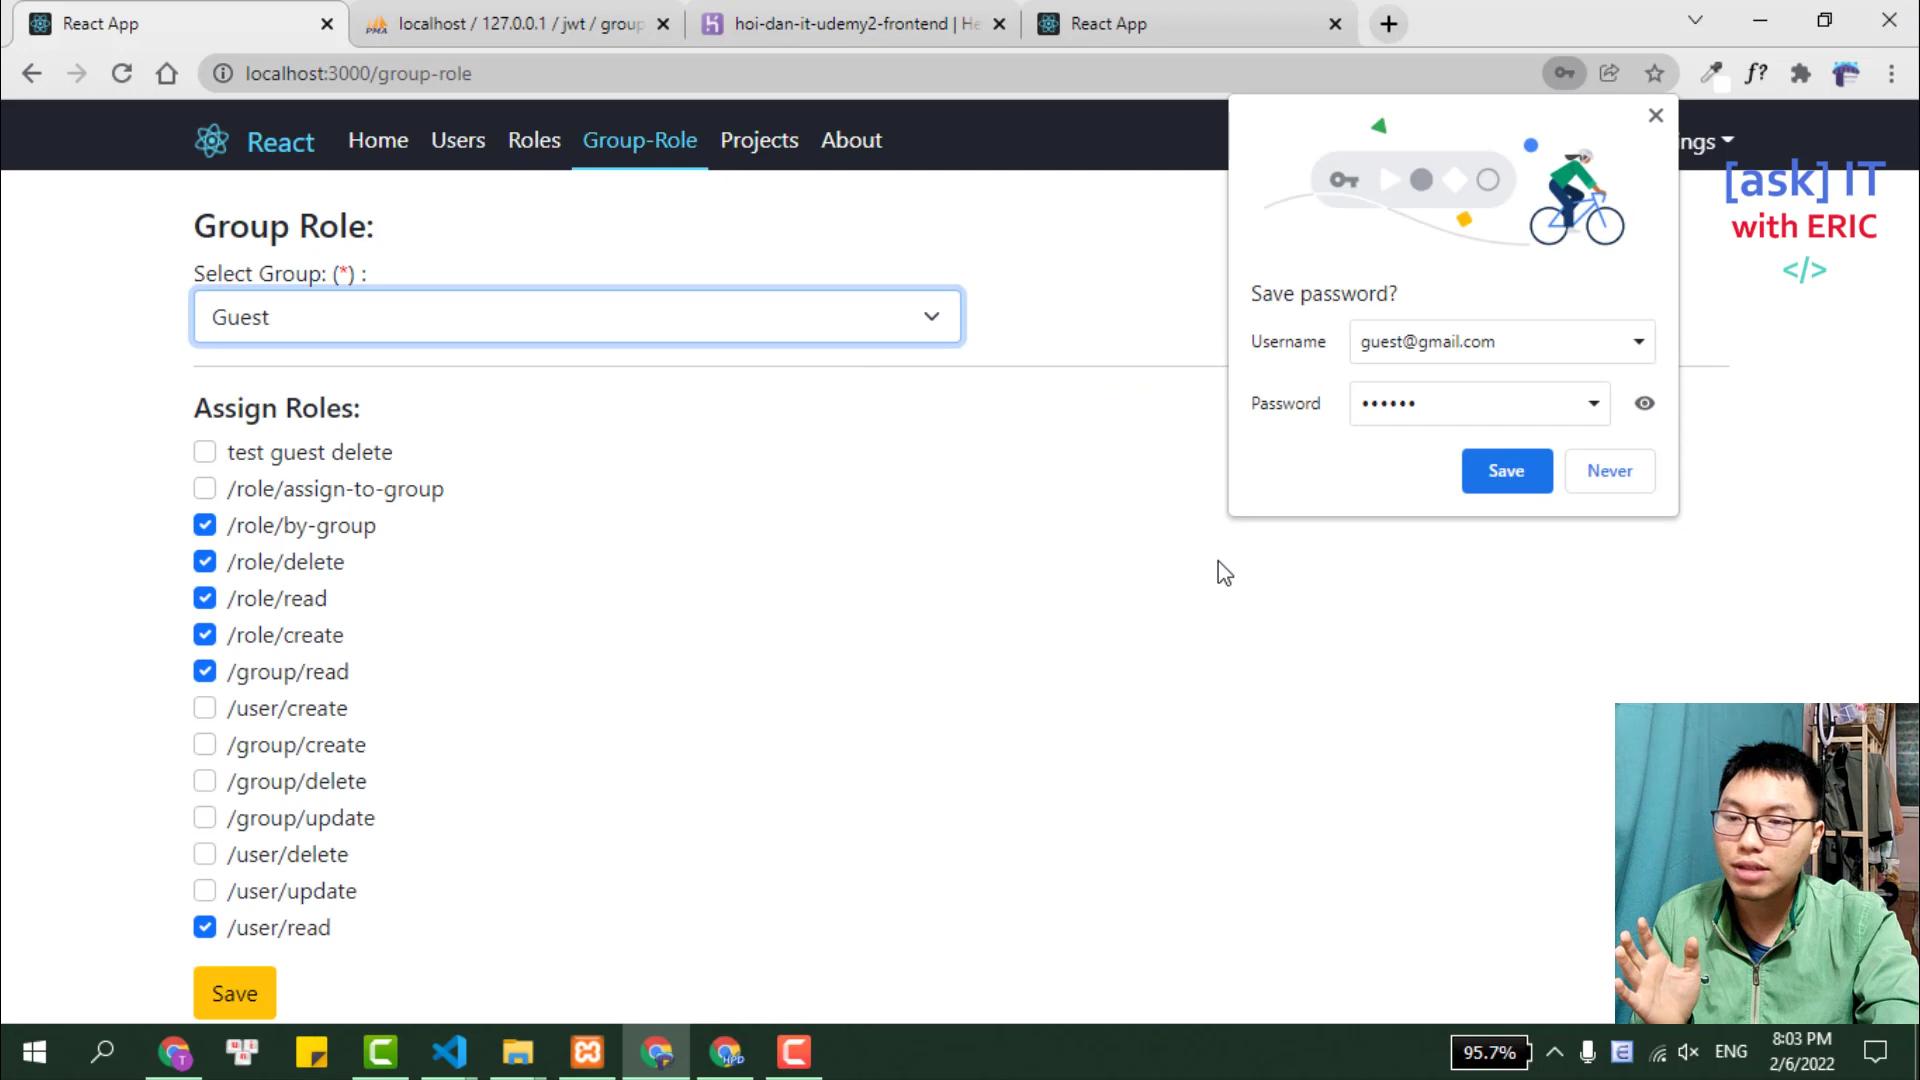 React App
localhost / 127.0.0.1 / jwt / group
hoi-dan-it-udemy2-frontend | He
React App
localhost:3000/group-role
f?
React Home Users Roles Group-Role Projects About
ngs
[ask] IT
with ERIC
</>
Group Role:
Select Group: (*) :
Guest
Save password?
Username guest@gmail.com
Password ••••••
Save Never
Assign Roles:
test guest delete
/role/assign-to-group
/role/by-group
/role/delete
/role/read
/role/create
/group/read
/user/create
/group/create
/group/delete
/group/update
/user/delete
/user/update
/user/read
Save
95.7%
ENG
8:03 PM
2/6/2022